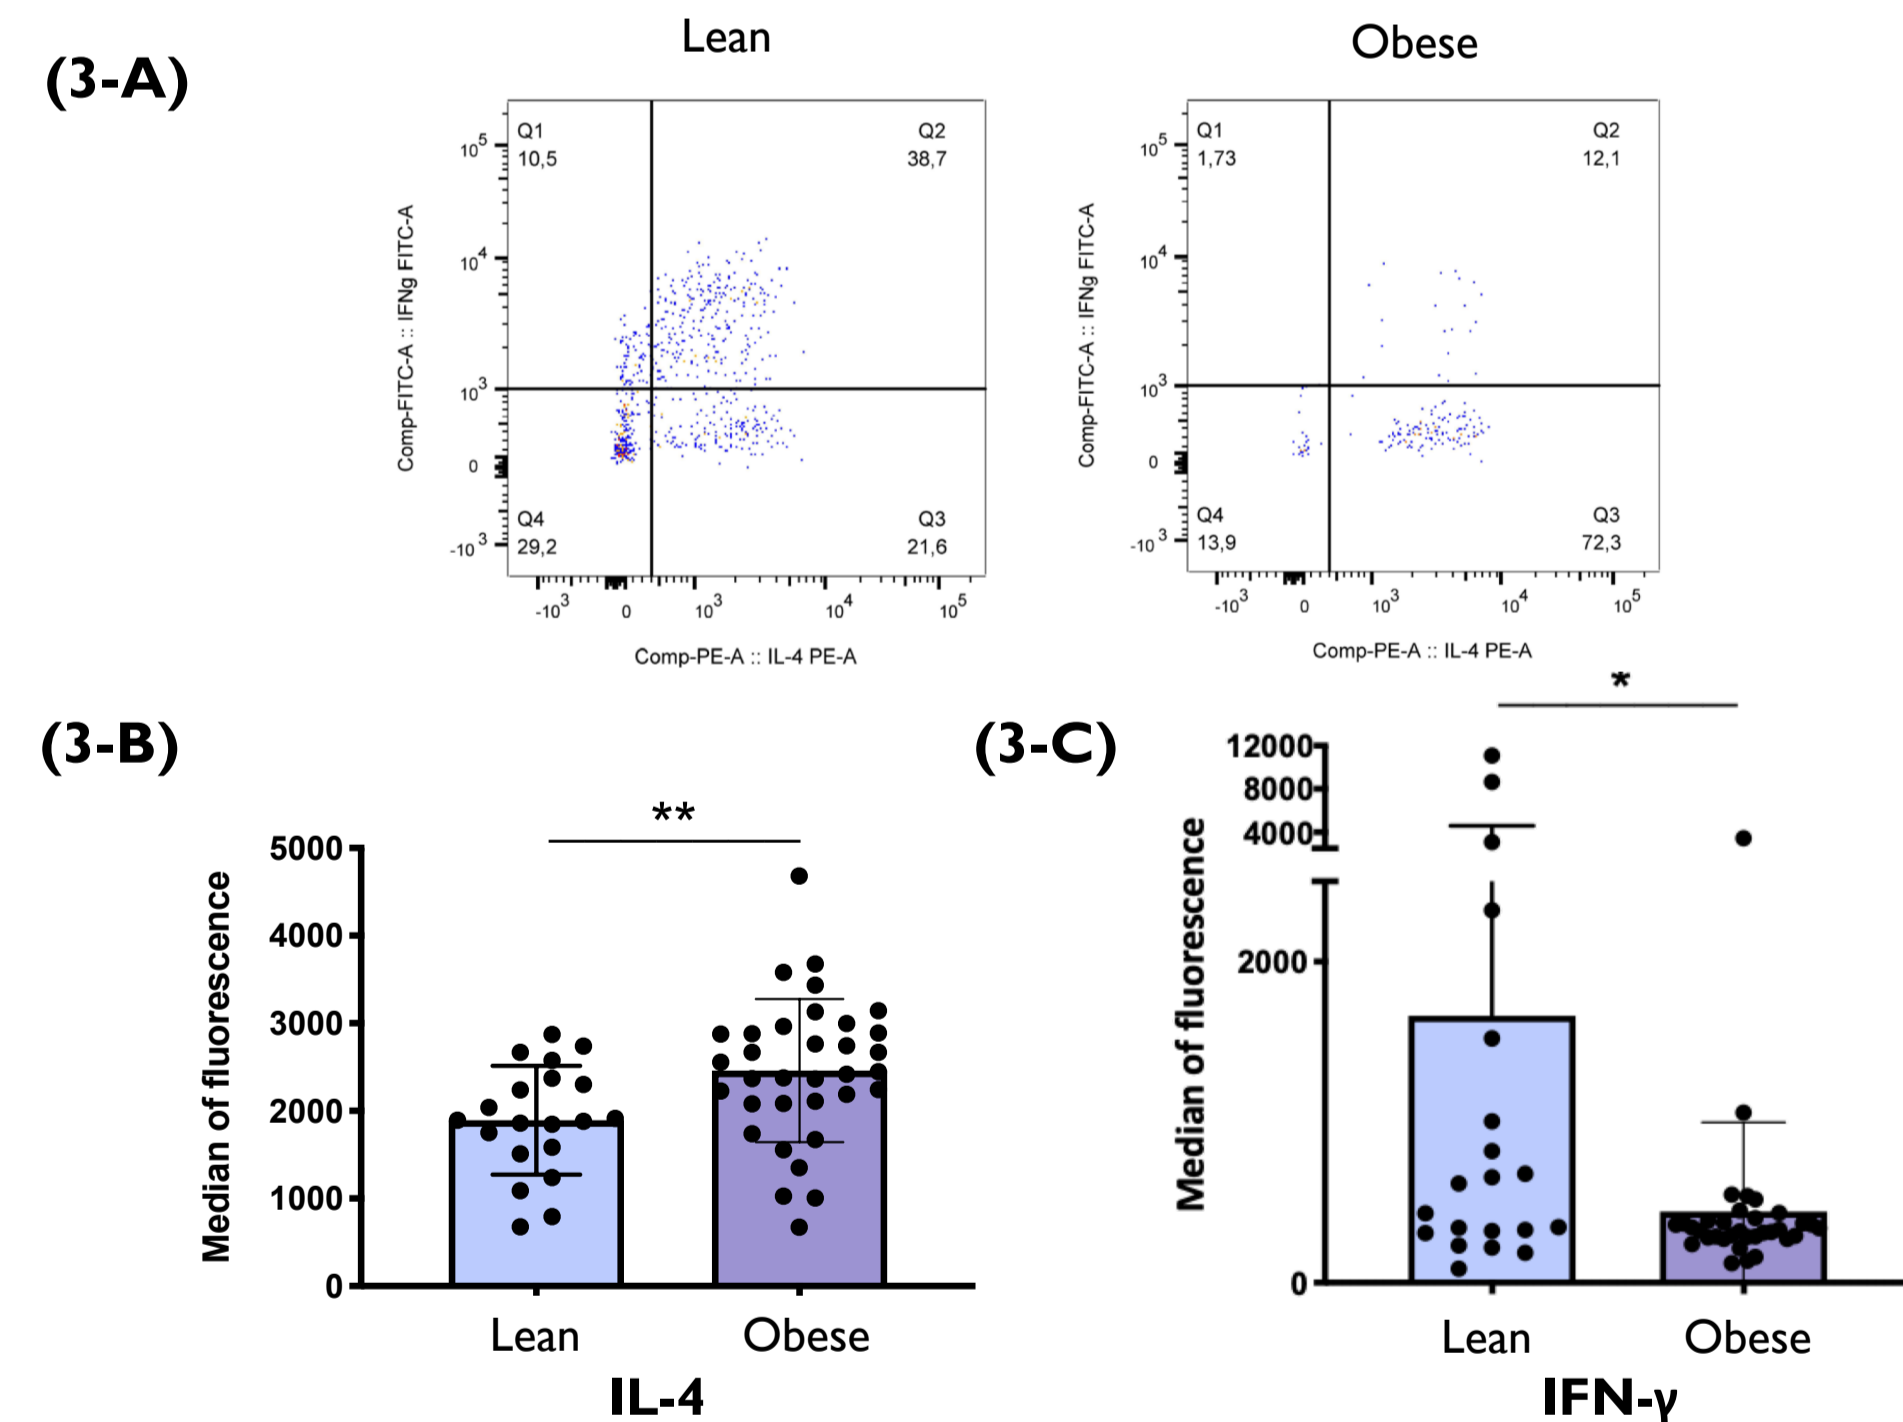 (3-A)
Lean
Obese
Q1
10,5
Q2
38,7
Q4
29,2
Q3
21,6
10^5
10^4
10^3
0
-10^3
-10^3 0 10^3 10^4 10^5
Comp-FITC-A :: IFNg FITC-A
Comp-PE-A :: IL-4 PE-A
Q1
1,73
Q2
12,1
Q4
13,9
Q3
72,3
10^5
10^4
10^3
0
-10^3
-10^3 0 10^3 10^4 10^5
Comp-FITC-A :: IFNg FITC-A
Comp-PE-A :: IL-4 PE-A
(3-B)
**
5000
4000
3000
2000
1000
0
Median of fluorescence
Lean Obese
IL-4
(3-C)
*
12000
8000
4000
2000
0
Median of fluorescence
Lean Obese
IFN-γ